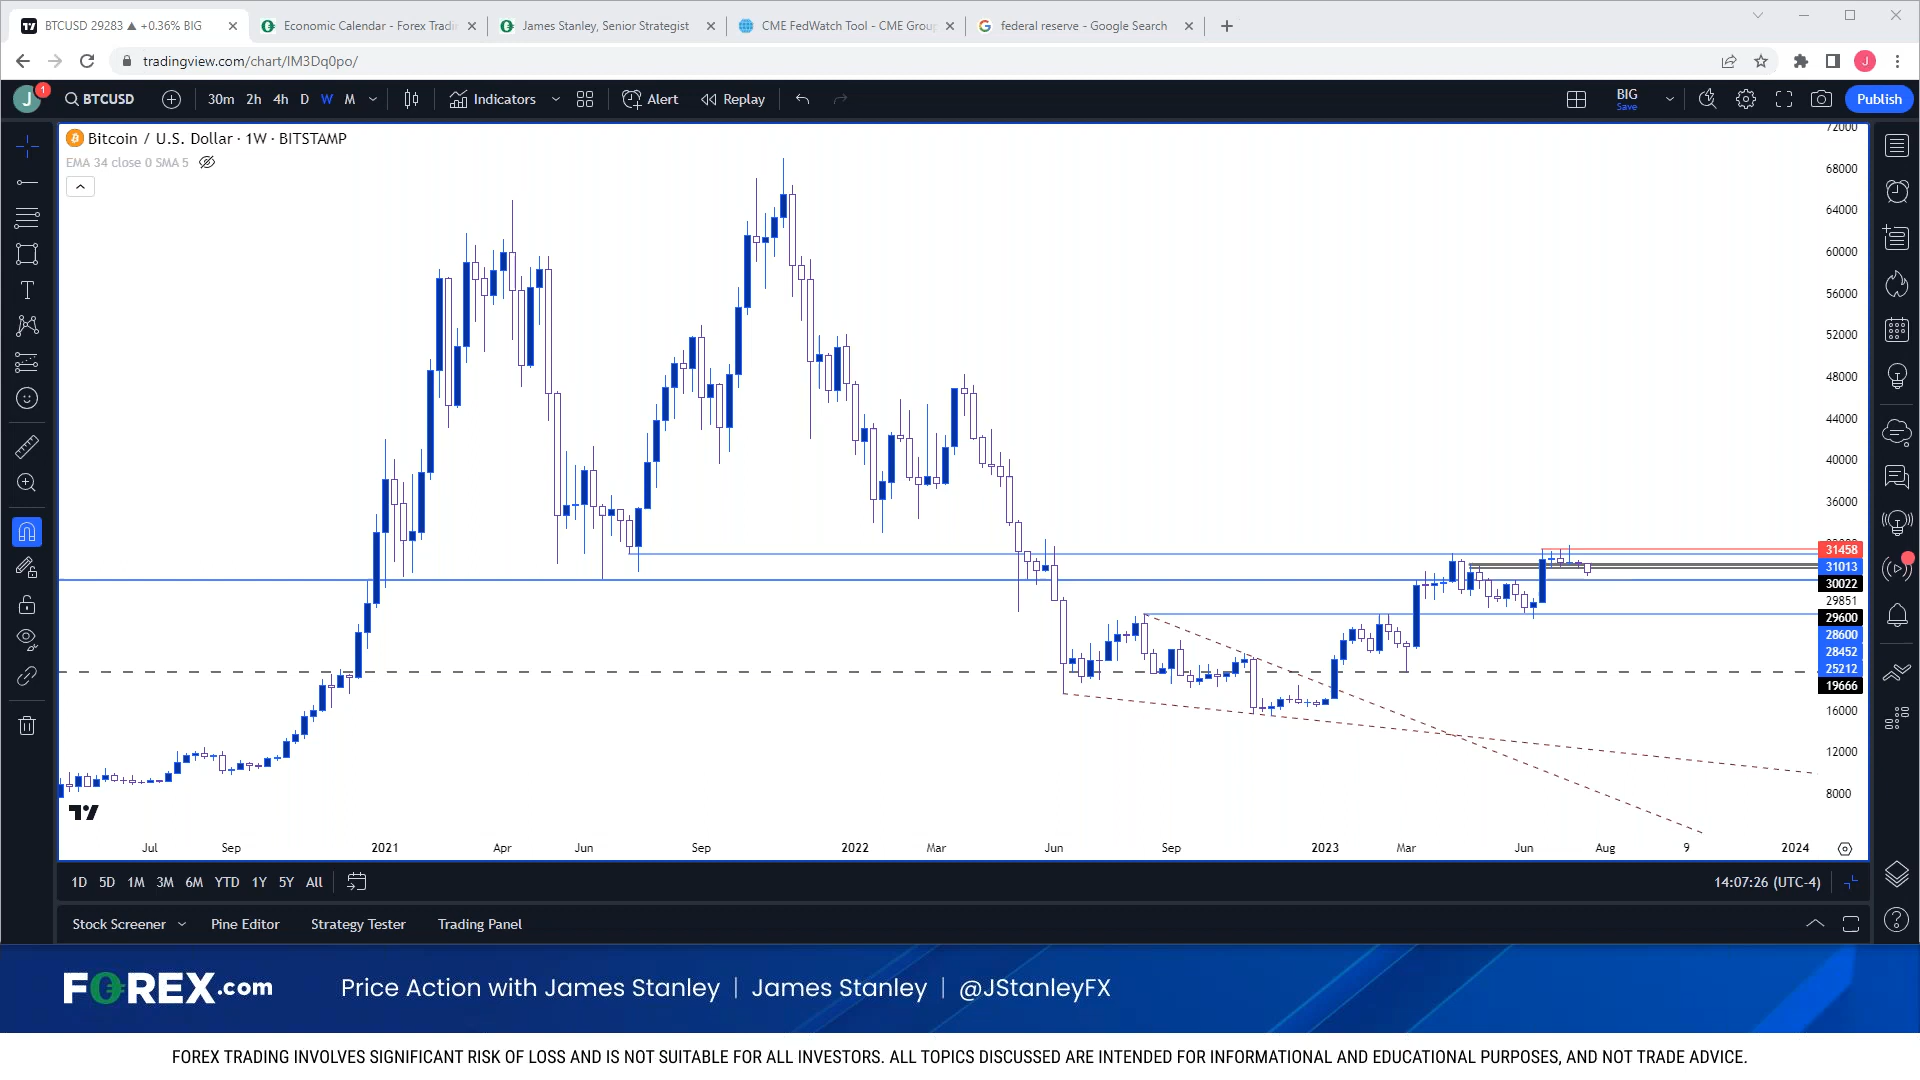 BTCUSD 29283 ▲ +0.36% BIG
Economic Calendar - Forex Tradin
James Stanley, Senior Strategist
CME FedWatch Tool - CME Group
federal reserve - Google Search
tradingview.com/chart/IM3Dq0po/
J
J 1
BTCUSD
30m 2h 4h D W M
Indicators
Alert
Replay
BIG
Save
Publish
Bitcoin / U.S. Dollar · 1W · BITSTAMP
EMA 34 close 0 SMA 5
72000
68000
64000
60000
56000
52000
48000
44000
40000
36000
31458
31013
30022
29851
29600
28600
28452
25212
19666
16000
12000
8000
Jul Sep 2021 Apr Jun Sep 2022 Mar Jun Sep 2023 Mar Jun Aug 9 2024
1D 5D 1M 3M 6M YTD 1Y 5Y All
14:07:26 (UTC-4)
Stock Screener
Pine Editor
Strategy Tester
Trading Panel
FOREX.com
Price Action with James Stanley | James Stanley | @JStanleyFX
FOREX TRADING INVOLVES SIGNIFICANT RISK OF LOSS AND IS NOT SUITABLE FOR ALL INVESTORS. ALL TOPICS DISCUSSED ARE INTENDED FOR INFORMATIONAL AND EDUCATIONAL PURPOSES, AND NOT TRADE ADVICE.